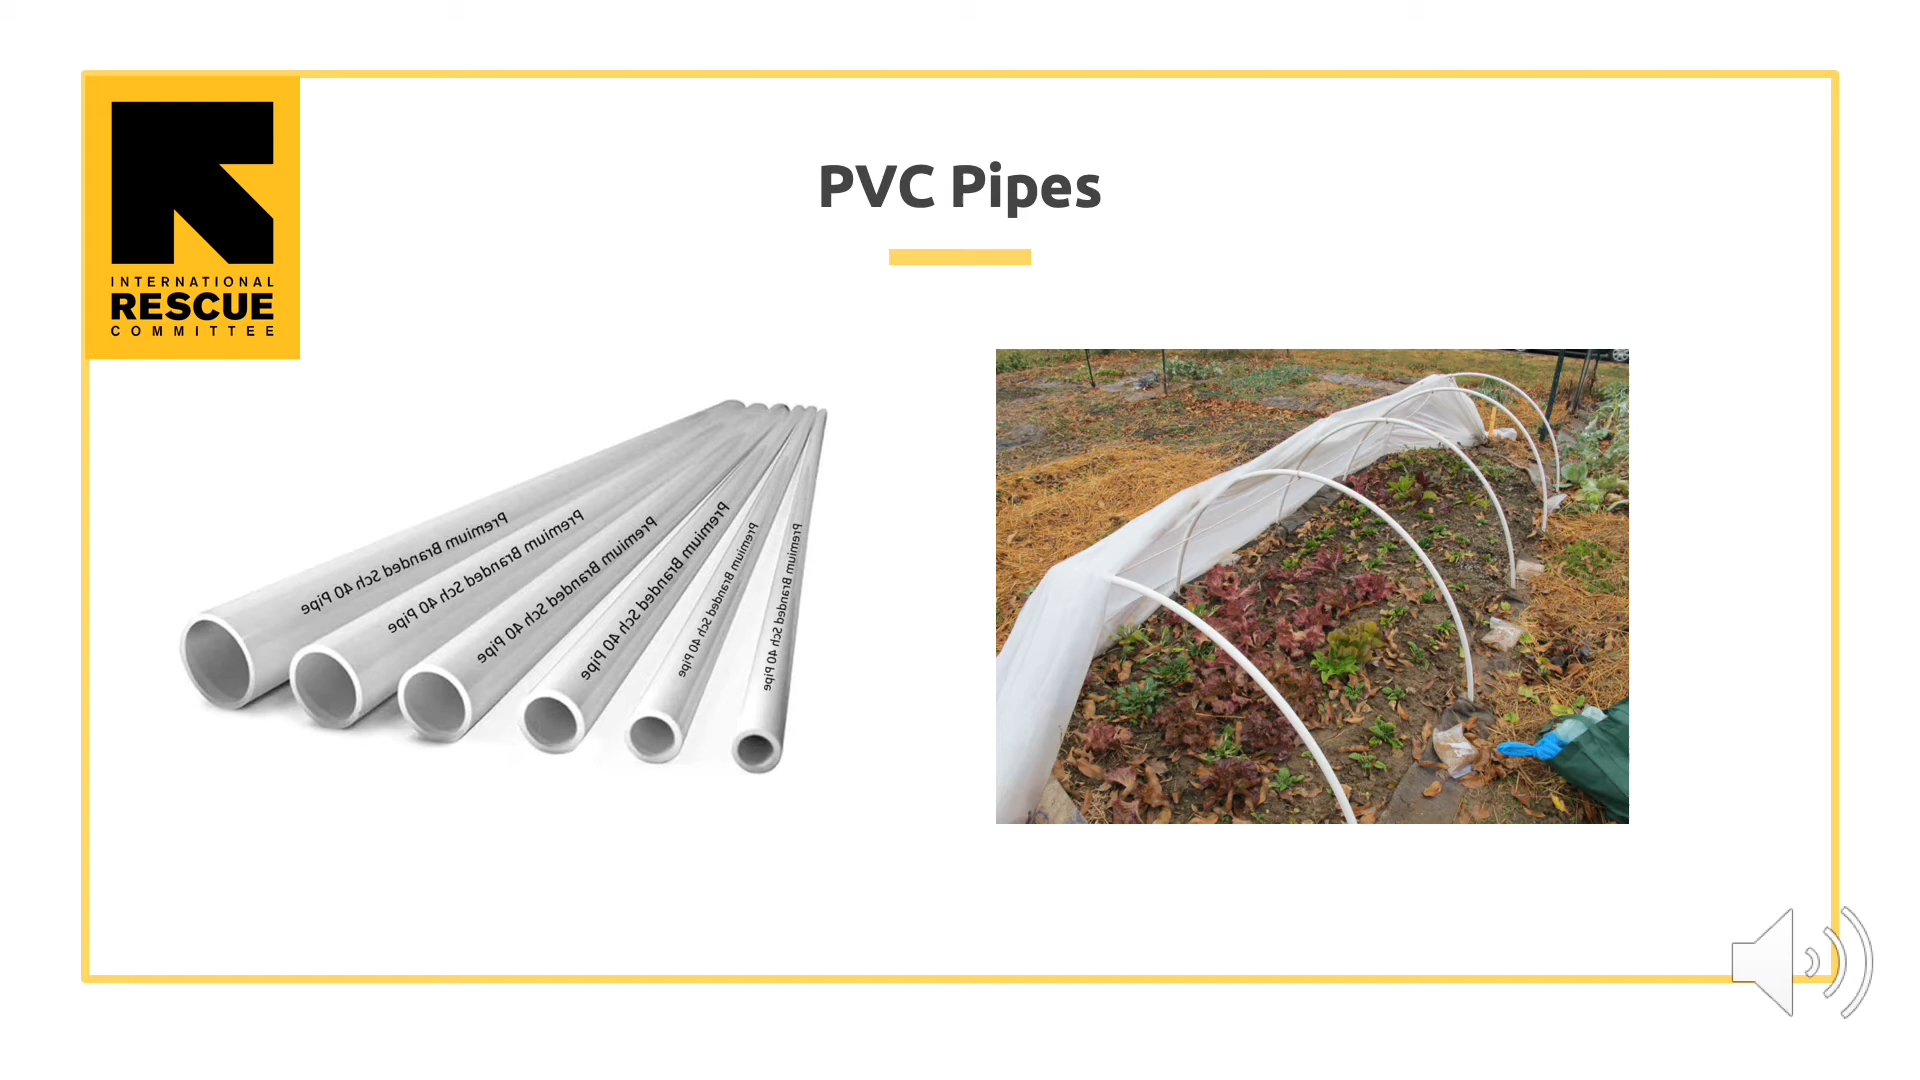 INTERNATIONAL
RESCUE
COMMITTEE
PVC Pipes
Premium Branded Sch 40 Pipe
Premium Branded Sch 40 Pipe
Premium Branded Sch 40 Pipe
Premium Branded Sch 40 Pipe
Premium Branded Sch 40 Pipe
Premium Branded Sch 40 Pipe